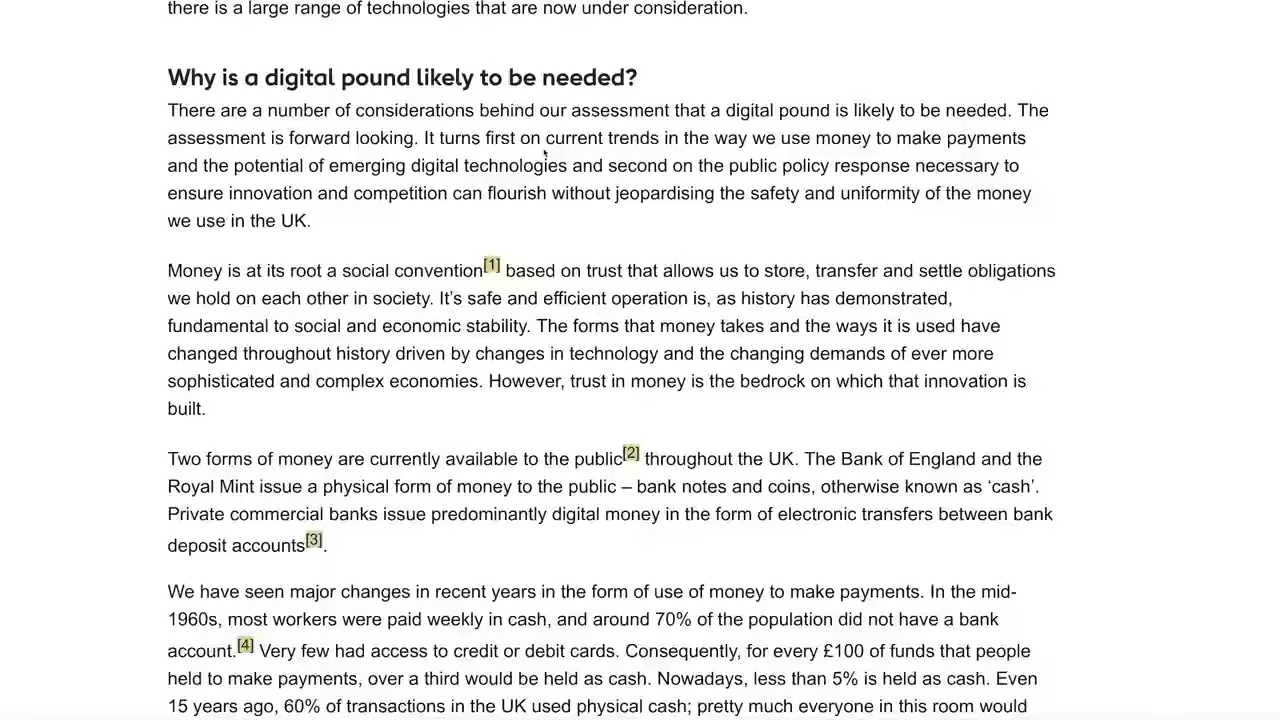 there is a large range of technologies that are now under consideration.
Why is a digital pound likely to be needed?
There are a number of considerations behind our assessment that a digital pound is likely to be needed. The
assessment is forward looking. It turns first on current trends in the way we use money to make payments
and the potential of emerging digital technologies and second on the public policy response necessary to
ensure innovation and competition can flourish without jeopardising the safety and uniformity of the money
we use in the UK.
Money is at its root a social convention[1] based on trust that allows us to store, transfer and settle obligations
we hold on each other in society. It’s safe and efficient operation is, as history has demonstrated,
fundamental to social and economic stability. The forms that money takes and the ways it is used have
changed throughout history driven by changes in technology and the changing demands of ever more
sophisticated and complex economies. However, trust in money is the bedrock on which that innovation is
built.
Two forms of money are currently available to the public[2] throughout the UK. The Bank of England and the
Royal Mint issue a physical form of money to the public – bank notes and coins, otherwise known as ‘cash’.
Private commercial banks issue predominantly digital money in the form of electronic transfers between bank
deposit accounts[3].
We have seen major changes in recent years in the form of use of money to make payments. In the mid-
1960s, most workers were paid weekly in cash, and around 70% of the population did not have a bank
account.[4] Very few had access to credit or debit cards. Consequently, for every £100 of funds that people
held to make payments, over a third would be held as cash. Nowadays, less than 5% is held as cash. Even
15 years ago, 60% of transactions in the UK used physical cash; pretty much everyone in this room would